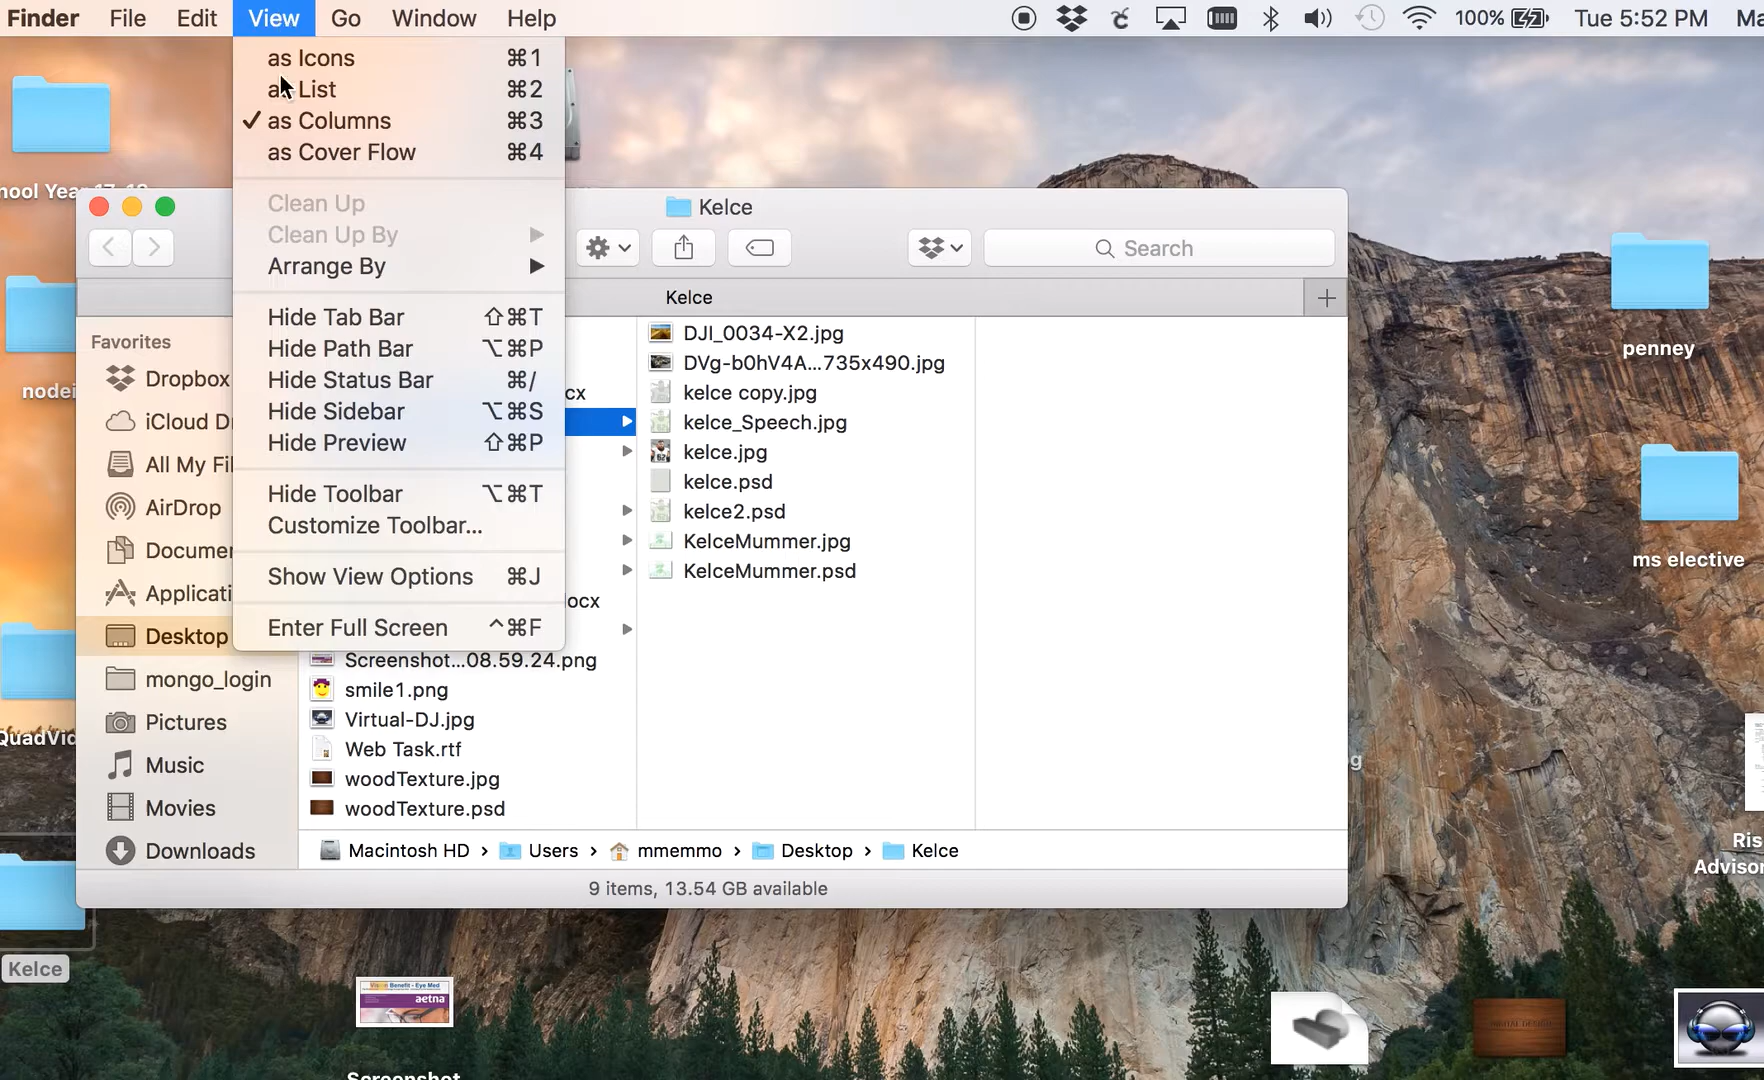 Finder File Edit View Go Window Help 100% Tue 5:52 PM
as Icons ⌘1
as List ⌘2
✓ as Columns ⌘3
as Cover Flow ⌘4
Clean Up
Clean Up By
Arrange By
Hide Tab Bar ⇧⌘T
Hide Path Bar ⌥⌘P
Hide Status Bar ⌘/
Hide Sidebar ⌥⌘S
Hide Preview ⇧⌘P
Hide Toolbar ⌥⌘T
Customize Toolbar...
Show View Options ⌘J
Enter Full Screen ^⌘F
Kelce
Search
Kelce
Favorites
Dropbox
iCloud
All My
AirDrop
Desktop
mongo_login
Pictures
Music
Movies
Downloads
cx
ocx
Screenshot...08.59.24.png
smile1.png
Virtual-DJ.jpg
Web Task.rtf
woodTexture.jpg
woodTexture.psd
DJI_0034-X2.jpg
DVg-b0hV4A...735x490.jpg
kelce copy.jpg
kelce_Speech.jpg
kelce.jpg
kelce.psd
kelce2.psd
KelceMummer.jpg
KelceMummer.psd
Macintosh HD › Users › mmemmo › Desktop › Kelce
9 items, 13.54 GB available
penney
ms elective
Kelce
Vision Benefit - Eye Med
aetna
Screenshot
DIGITAL DESIGN